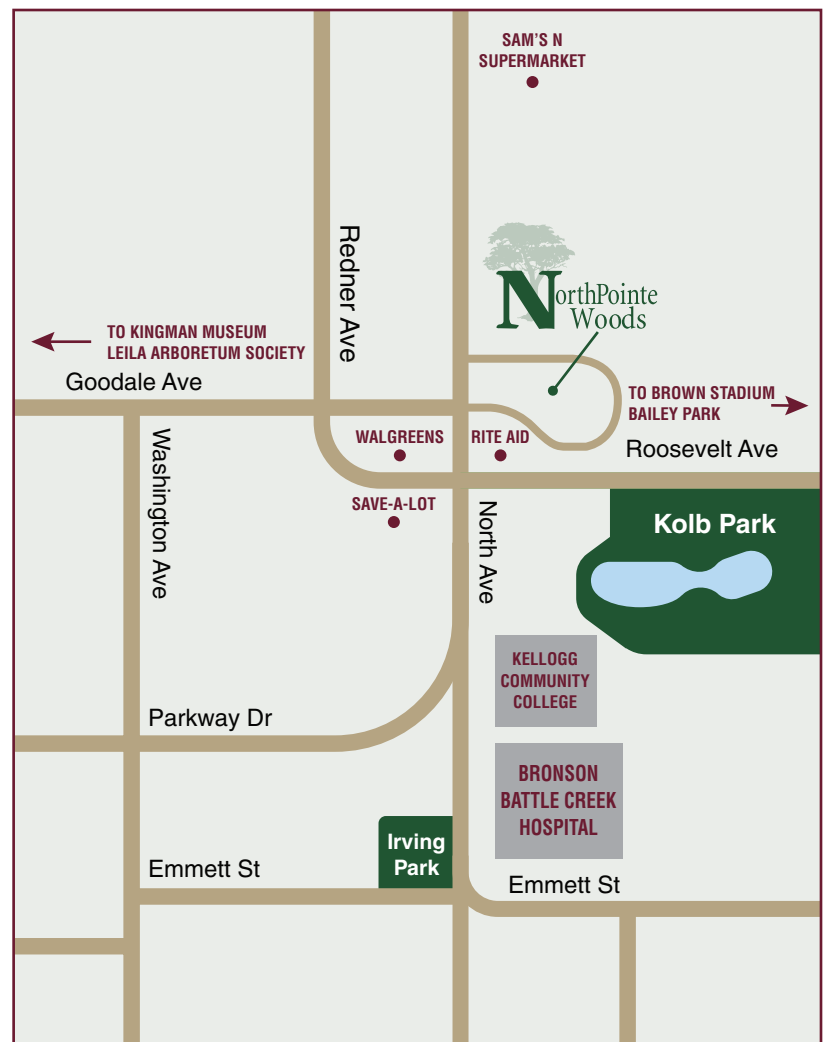 SAM'S N
SUPERMARKET
Redner Ave
NorthPointe
Woods
TO KINGMAN MUSEUM
LEILA ARBORETUM SOCIETY
Goodale Ave
TO BROWN STADIUM
BAILEY PARK
WALGREENS
RITE AID
Roosevelt Ave
Washington Ave
SAVE-A-LOT
North Ave
Kolb Park
KELLOGG
COMMUNITY
COLLEGE
Parkway Dr
BRONSON
BATTLE CREEK
HOSPITAL
Irving
Park
Emmett St
Emmett St